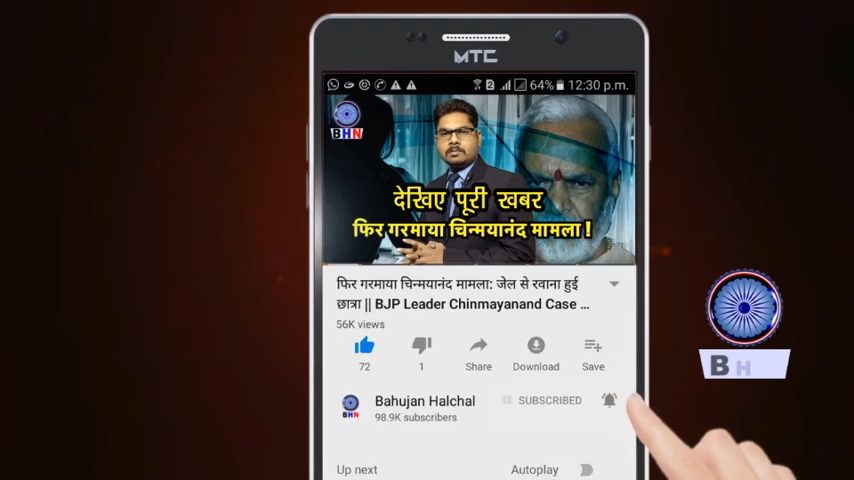 MTC
64% 12:30 p.m.
BHN
देखिए पूरी खबर
फिर गरमाया चिन्मयानंद मामला !
फिर गरमाया चिन्मयानंद मामला: जेल से रवाना हुई
छात्रा || BJP Leader Chinmayanand Case ...
56K views
72 1 Share Download Save
BHN
Bahujan Halchal SUBSCRIBED
98.9K subscribers
Up next Autoplay
BH